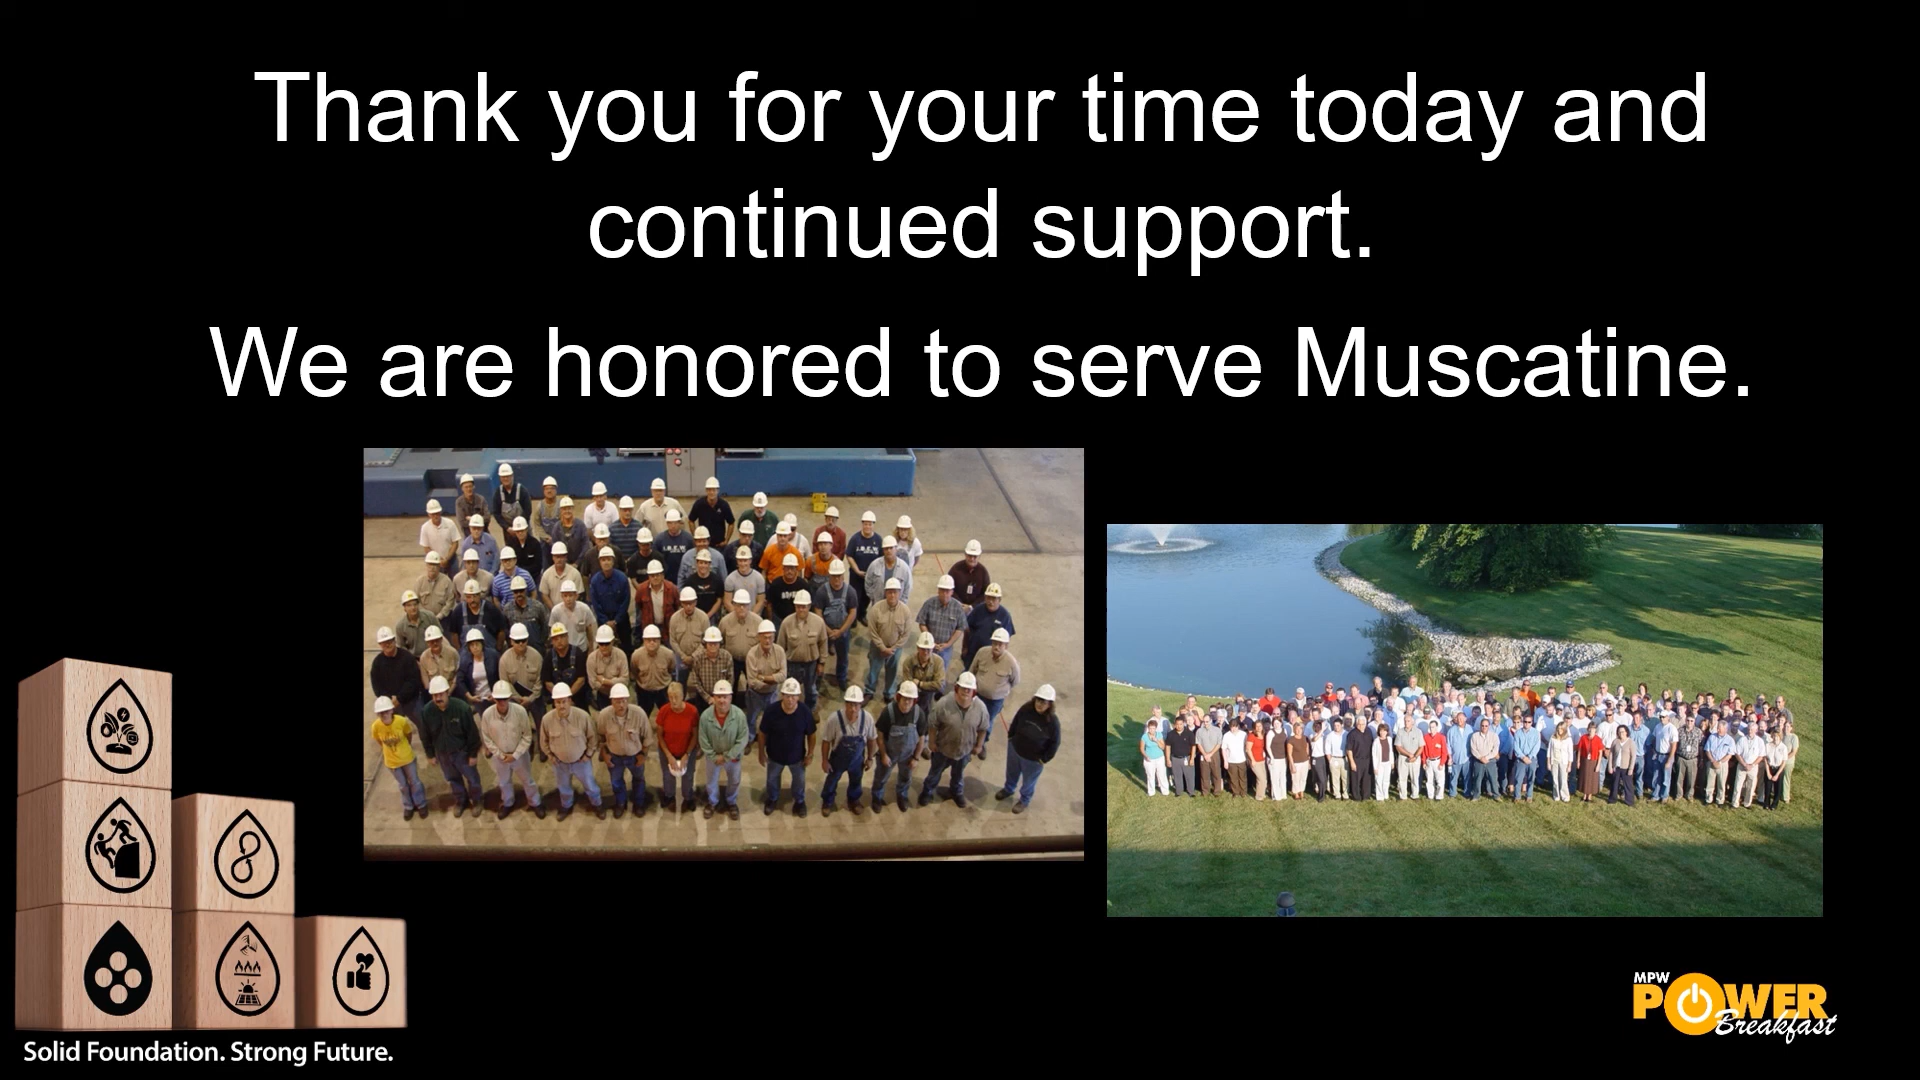 Thank you for your time today and
continued support.
We are honored to serve Muscatine.
Solid Foundation. Strong Future.
MPW
POWER
Breakfast